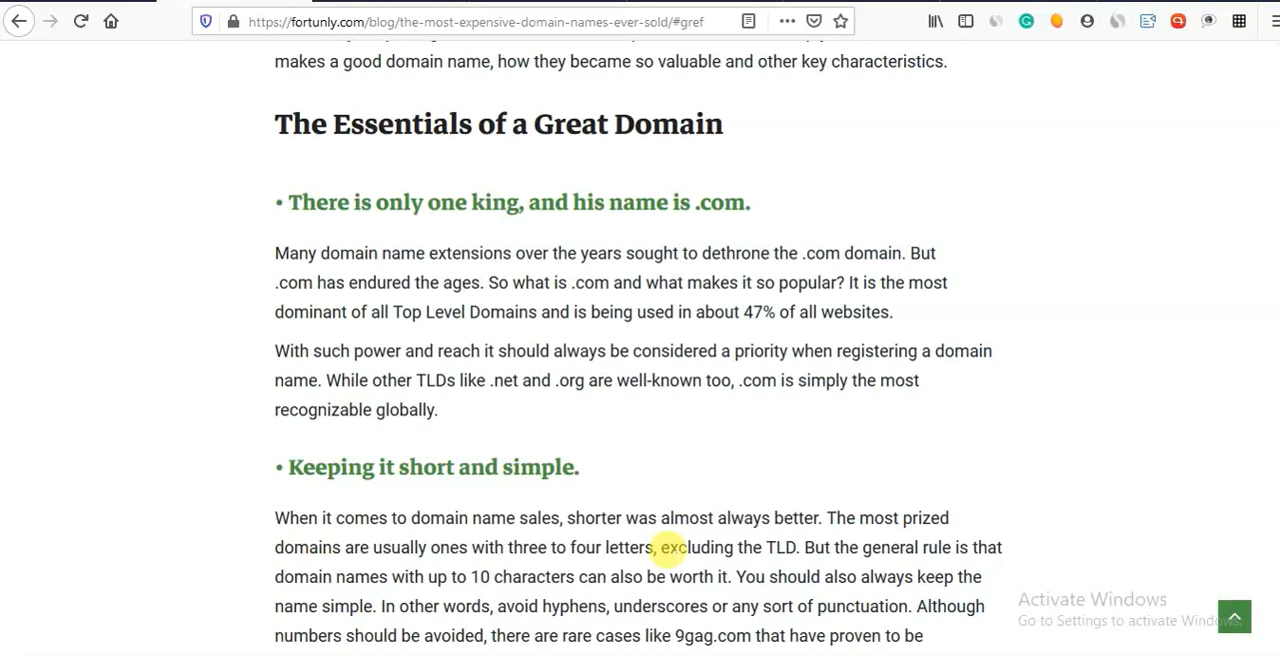 https://fortunly.com/blog/the-most-expensive-domain-names-ever-sold/#gref
makes a good domain name, how they became so valuable and other key characteristics.
The Essentials of a Great Domain
• There is only one king, and his name is .com.
Many domain name extensions over the years sought to dethrone the .com domain. But
.com has endured the ages. So what is .com and what makes it so popular? It is the most
dominant of all Top Level Domains and is being used in about 47% of all websites.
With such power and reach it should always be considered a priority when registering a domain
name. While other TLDs like .net and .org are well-known too, .com is simply the most
recognizable globally.
• Keeping it short and simple.
When it comes to domain name sales, shorter was almost always better. The most prized
domains are usually ones with three to four letters, excluding the TLD. But the general rule is that
domain names with up to 10 characters can also be worth it. You should also always keep the
name simple. In other words, avoid hyphens, underscores or any sort of punctuation. Although
numbers should be avoided, there are rare cases like 9gag.com that have proven to be
Activate Windows
Go to Settings to activate Windows.